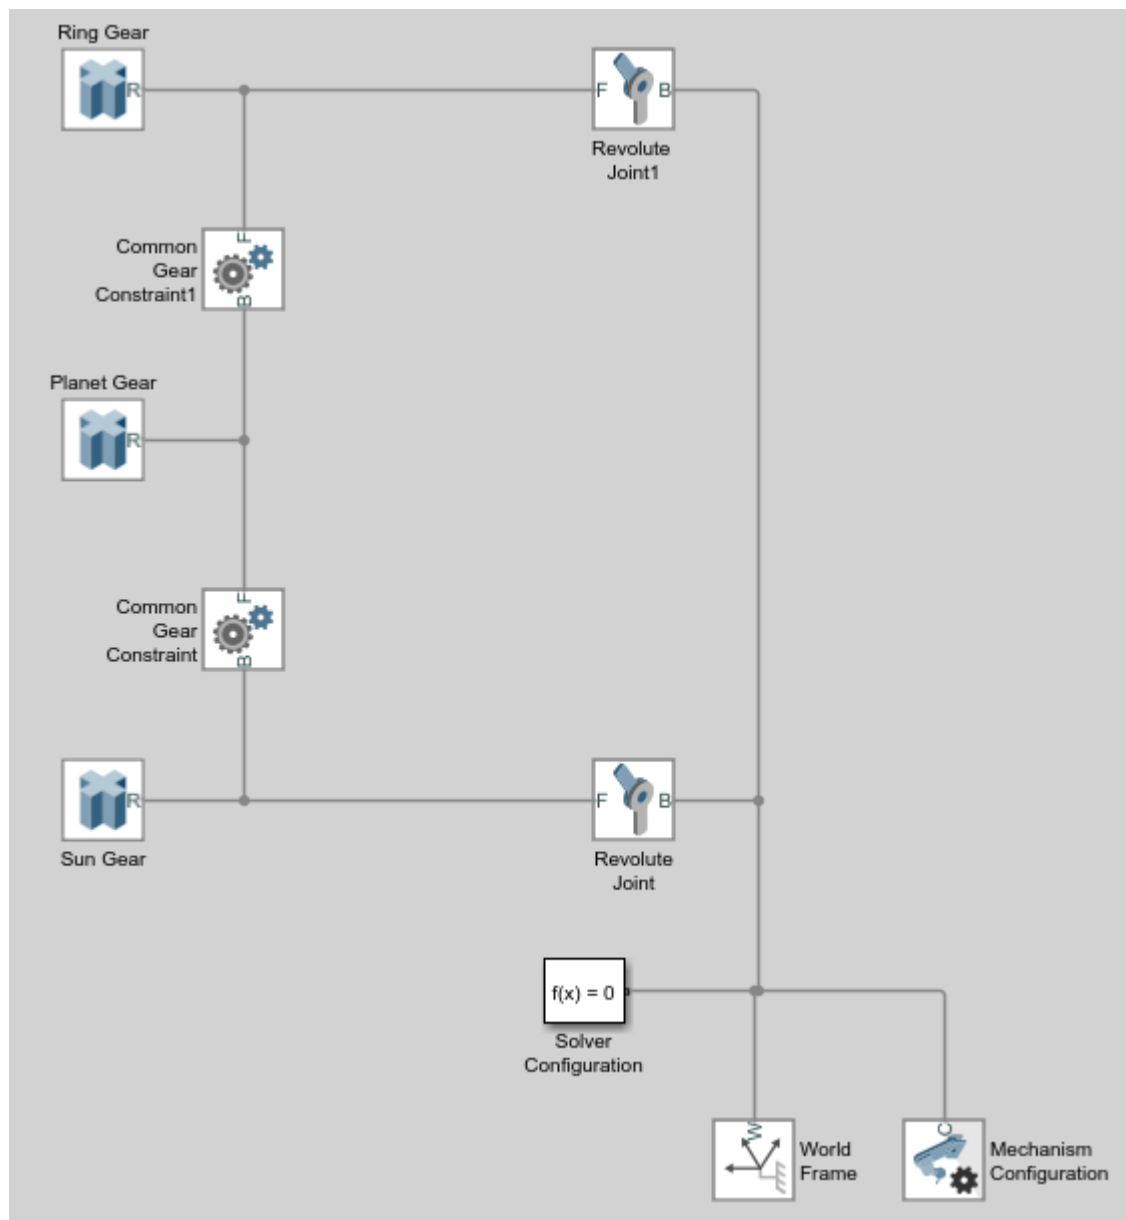 Ring Gear
R
F
B
Revolute
Joint1
Common
Gear
Constraint1
F
B
Planet Gear
R
Common
Gear
Constraint
F
B
R
F
B
Sun Gear
Revolute
Joint
f(x) = 0
Solver
Configuration
W
World
Frame
C
Mechanism
Configuration